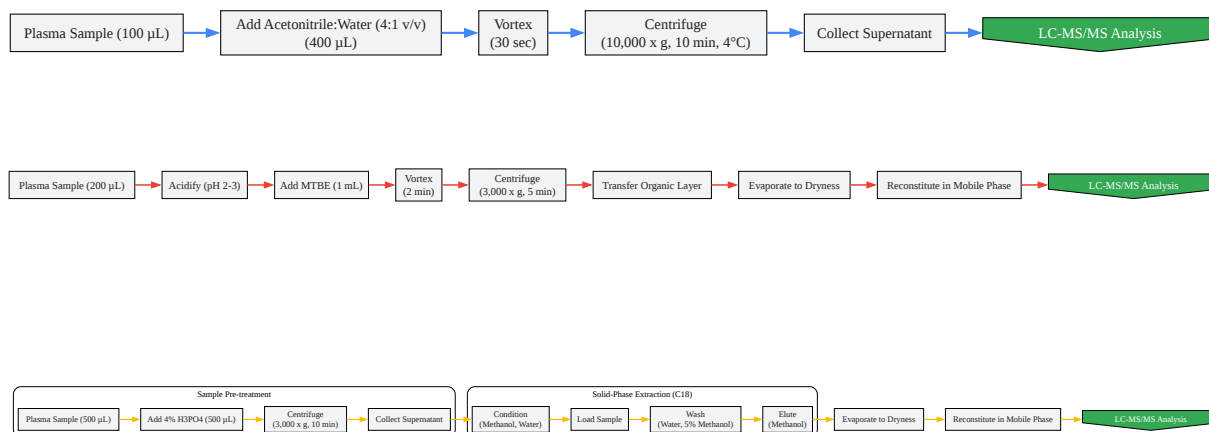 Plasma Sample (100 µL)
Add Acetonitrile:Water (4:1 v/v)
(400 µL)
Vortex
(30 sec)
Centrifuge
(10,000 x g, 10 min, 4°C)
Collect Supernatant
LC-MS/MS Analysis
Plasma Sample (200 µL)
Acidify (pH 2-3)
Add MTBE (1 mL)
Vortex
(2 min)
Centrifuge
(3,000 x g, 5 min)
Transfer Organic Layer
Evaporate to Dryness
Reconstitute in Mobile Phase
LC-MS/MS Analysis
Sample Pre-treatment
Plasma Sample (500 µL)
Add 4% H3PO4 (500 µL)
Centrifuge
(3,000 x g, 10 min)
Collect Supernatant
Solid-Phase Extraction (C18)
Condition
(Methanol, Water)
Load Sample
Wash
(Water, 5% Methanol)
Elute
(Methanol)
Evaporate to Dryness
Reconstitute in Mobile Phase
LC-MS/MS Analysis